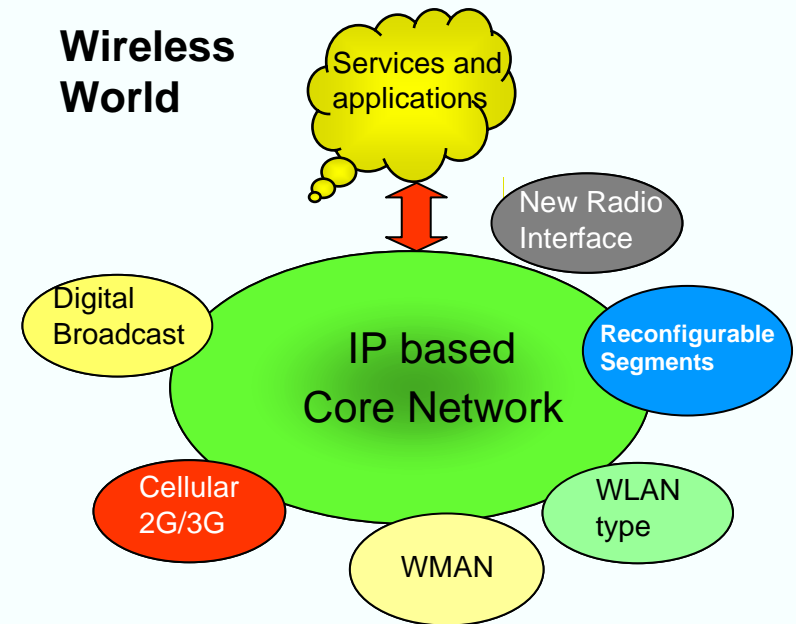 Wireless
World
Services and
applications
New Radio
Interface
Digital
Broadcast
Reconfigurable
Segments
IP based
Core Network
Cellular
2G/3G
WLAN
type
WMAN